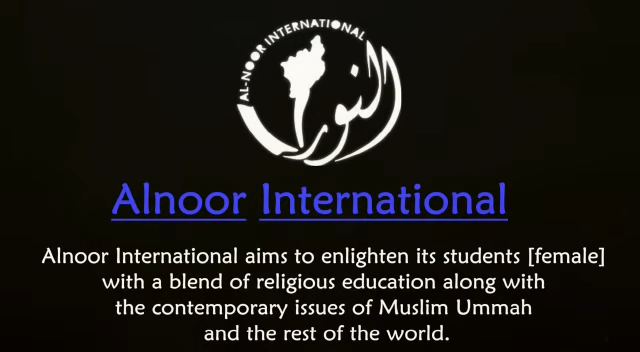 AL-NOOR INTERNATIONAL
النور
Alnoor International
Alnoor International aims to enlighten its students [female]
with a blend of religious education along with
the contemporary issues of Muslim Ummah
and the rest of the world.